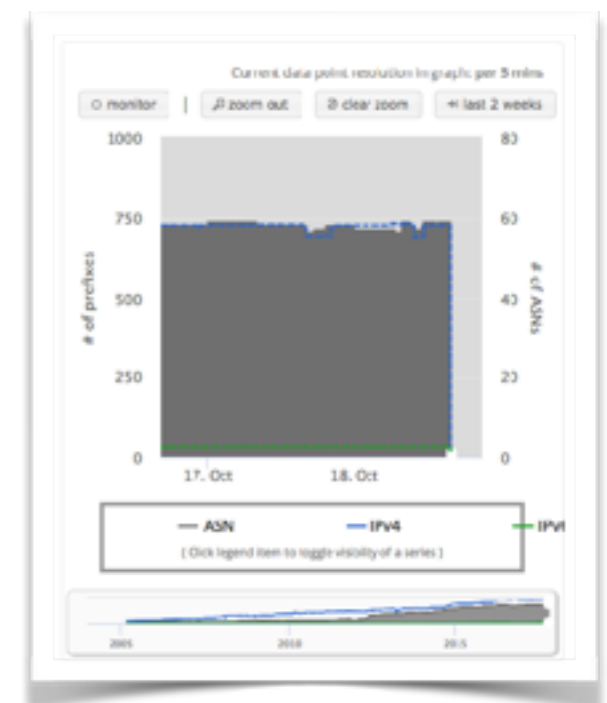 Current data point resolution in graph: per 5 mins
monitor | zoom out clear zoom last 2 weeks
1000 80
750 60
# of prefixes # of ASNs
500 40
250 20
0 0
17. Oct 18. Oct
ASN IPv4 IPv
( Click legend item to toggle visibility of a series )
2005 2010 2015